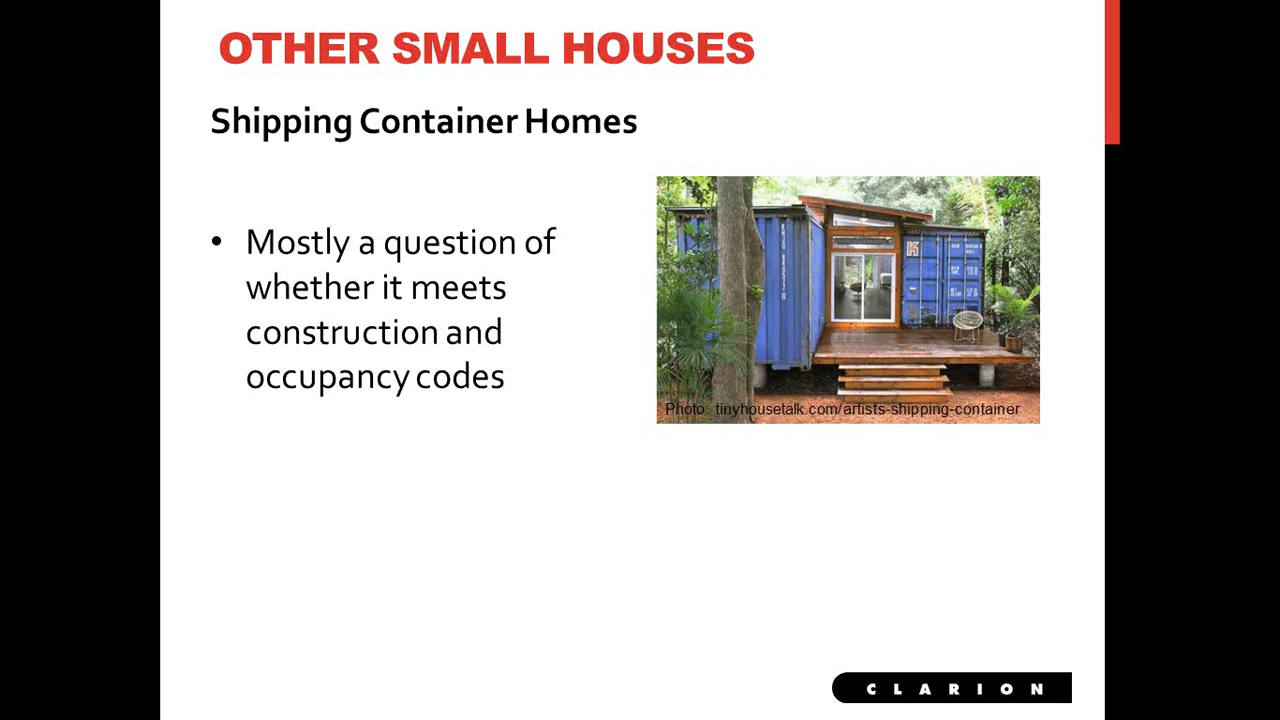 OTHER SMALL HOUSES
Shipping Container Homes
• Mostly a question of
whether it meets
construction and
occupancy codes
Photo: tinyhousetalk.com/artists-shipping-container
CLARION